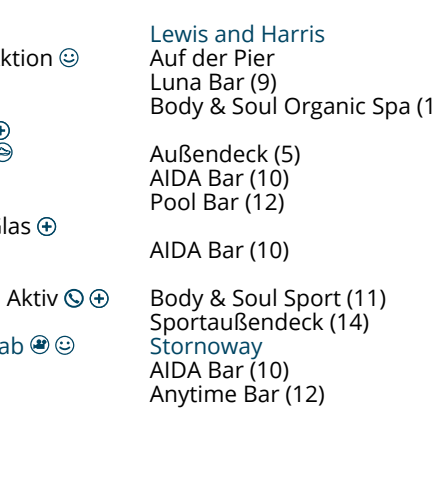 Lewis and Harris
ktion Auf der Pier
Luna Bar (9)
Body & Soul Organic Spa (1
Außendeck (5)
AIDA Bar (10)
Pool Bar (12)
las
AIDA Bar (10)
Aktiv Body & Soul Sport (11)
Sportaußendeck (14)
ab Stornoway
AIDA Bar (10)
Anytime Bar (12)